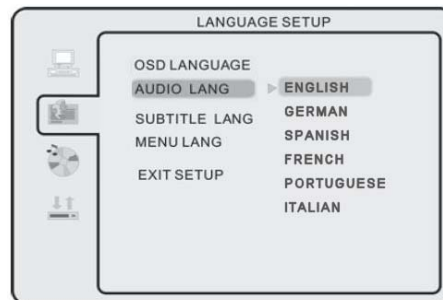 LANGUAGE SETUP
OSD LANGUAGE
AUDIO LANG
SUBTITLE LANG
MENU LANG
EXIT SETUP
ENGLISH
GERMAN
SPANISH
FRENCH
PORTUGUESE
ITALIAN